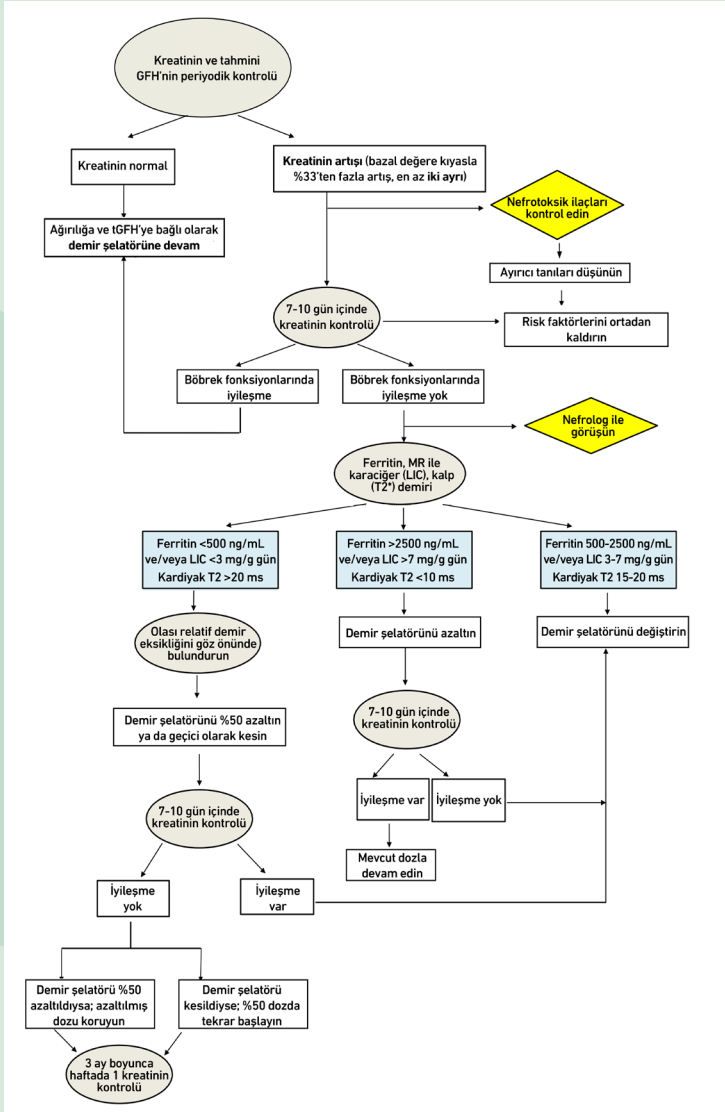 Kreatinin ve tahmini
GFH'nin periyodik kontrolü
Kreatinin normal
Kreatinin artışı (bazal değere kıyasla
%33'ten fazla artış, en az iki ayrı)
Nefrotoksik ilaçları
kontrol edin
Ağırılığa ve tGFH'ye bağlı olarak
demir şelatörüne devam
Ayırıcı tanıları düşünün
7-10 gün içinde
kreatinin kontrolü
Risk faktörlerini ortadan
kaldırın
Böbrek fonksiyonlarında
iyileşme
Böbrek fonksiyonlarında
iyileşme yok
Nefrolog ile
görüşün
Ferritin, MR ile
karaciğer (LIC), kalp
(T2*) demiri
Ferritin <500 ng/mL
ve/veya LIC <3 mg/g gün
Kardiyak T2 >20 ms
Ferritin >2500 ng/mL
ve/veya LIC >7 mg/g gün
Kardiyak T2 <10 ms
Ferritin 500-2500 ng/mL
ve/veya LIC 3-7 mg/g gün
Kardiyak T2 15-20 ms
Olası relatif demir
eksikliğini göz önünde
bulundurun
Demir şelatörünü azaltın
Demir şelatörünü değiştirin
Demir şelatörünü %50 azaltın
ya da geçici olarak kesin
7-10 gün içinde
kreatinin kontrolü
İyileşme var
İyileşme yok
7-10 gün içinde
kreatinin kontrolü
Mevcut dozla
devam edin
İyileşme
yok
İyileşme
var
Demir şelatörü %50
azaltıldıysa; azaltılmış
dozu koruyun
Demir şelatörü
kesildiyse; %50 dozda
tekrar başlayın
3 ay boyunca
haftada 1 kreatinin
kontrolü